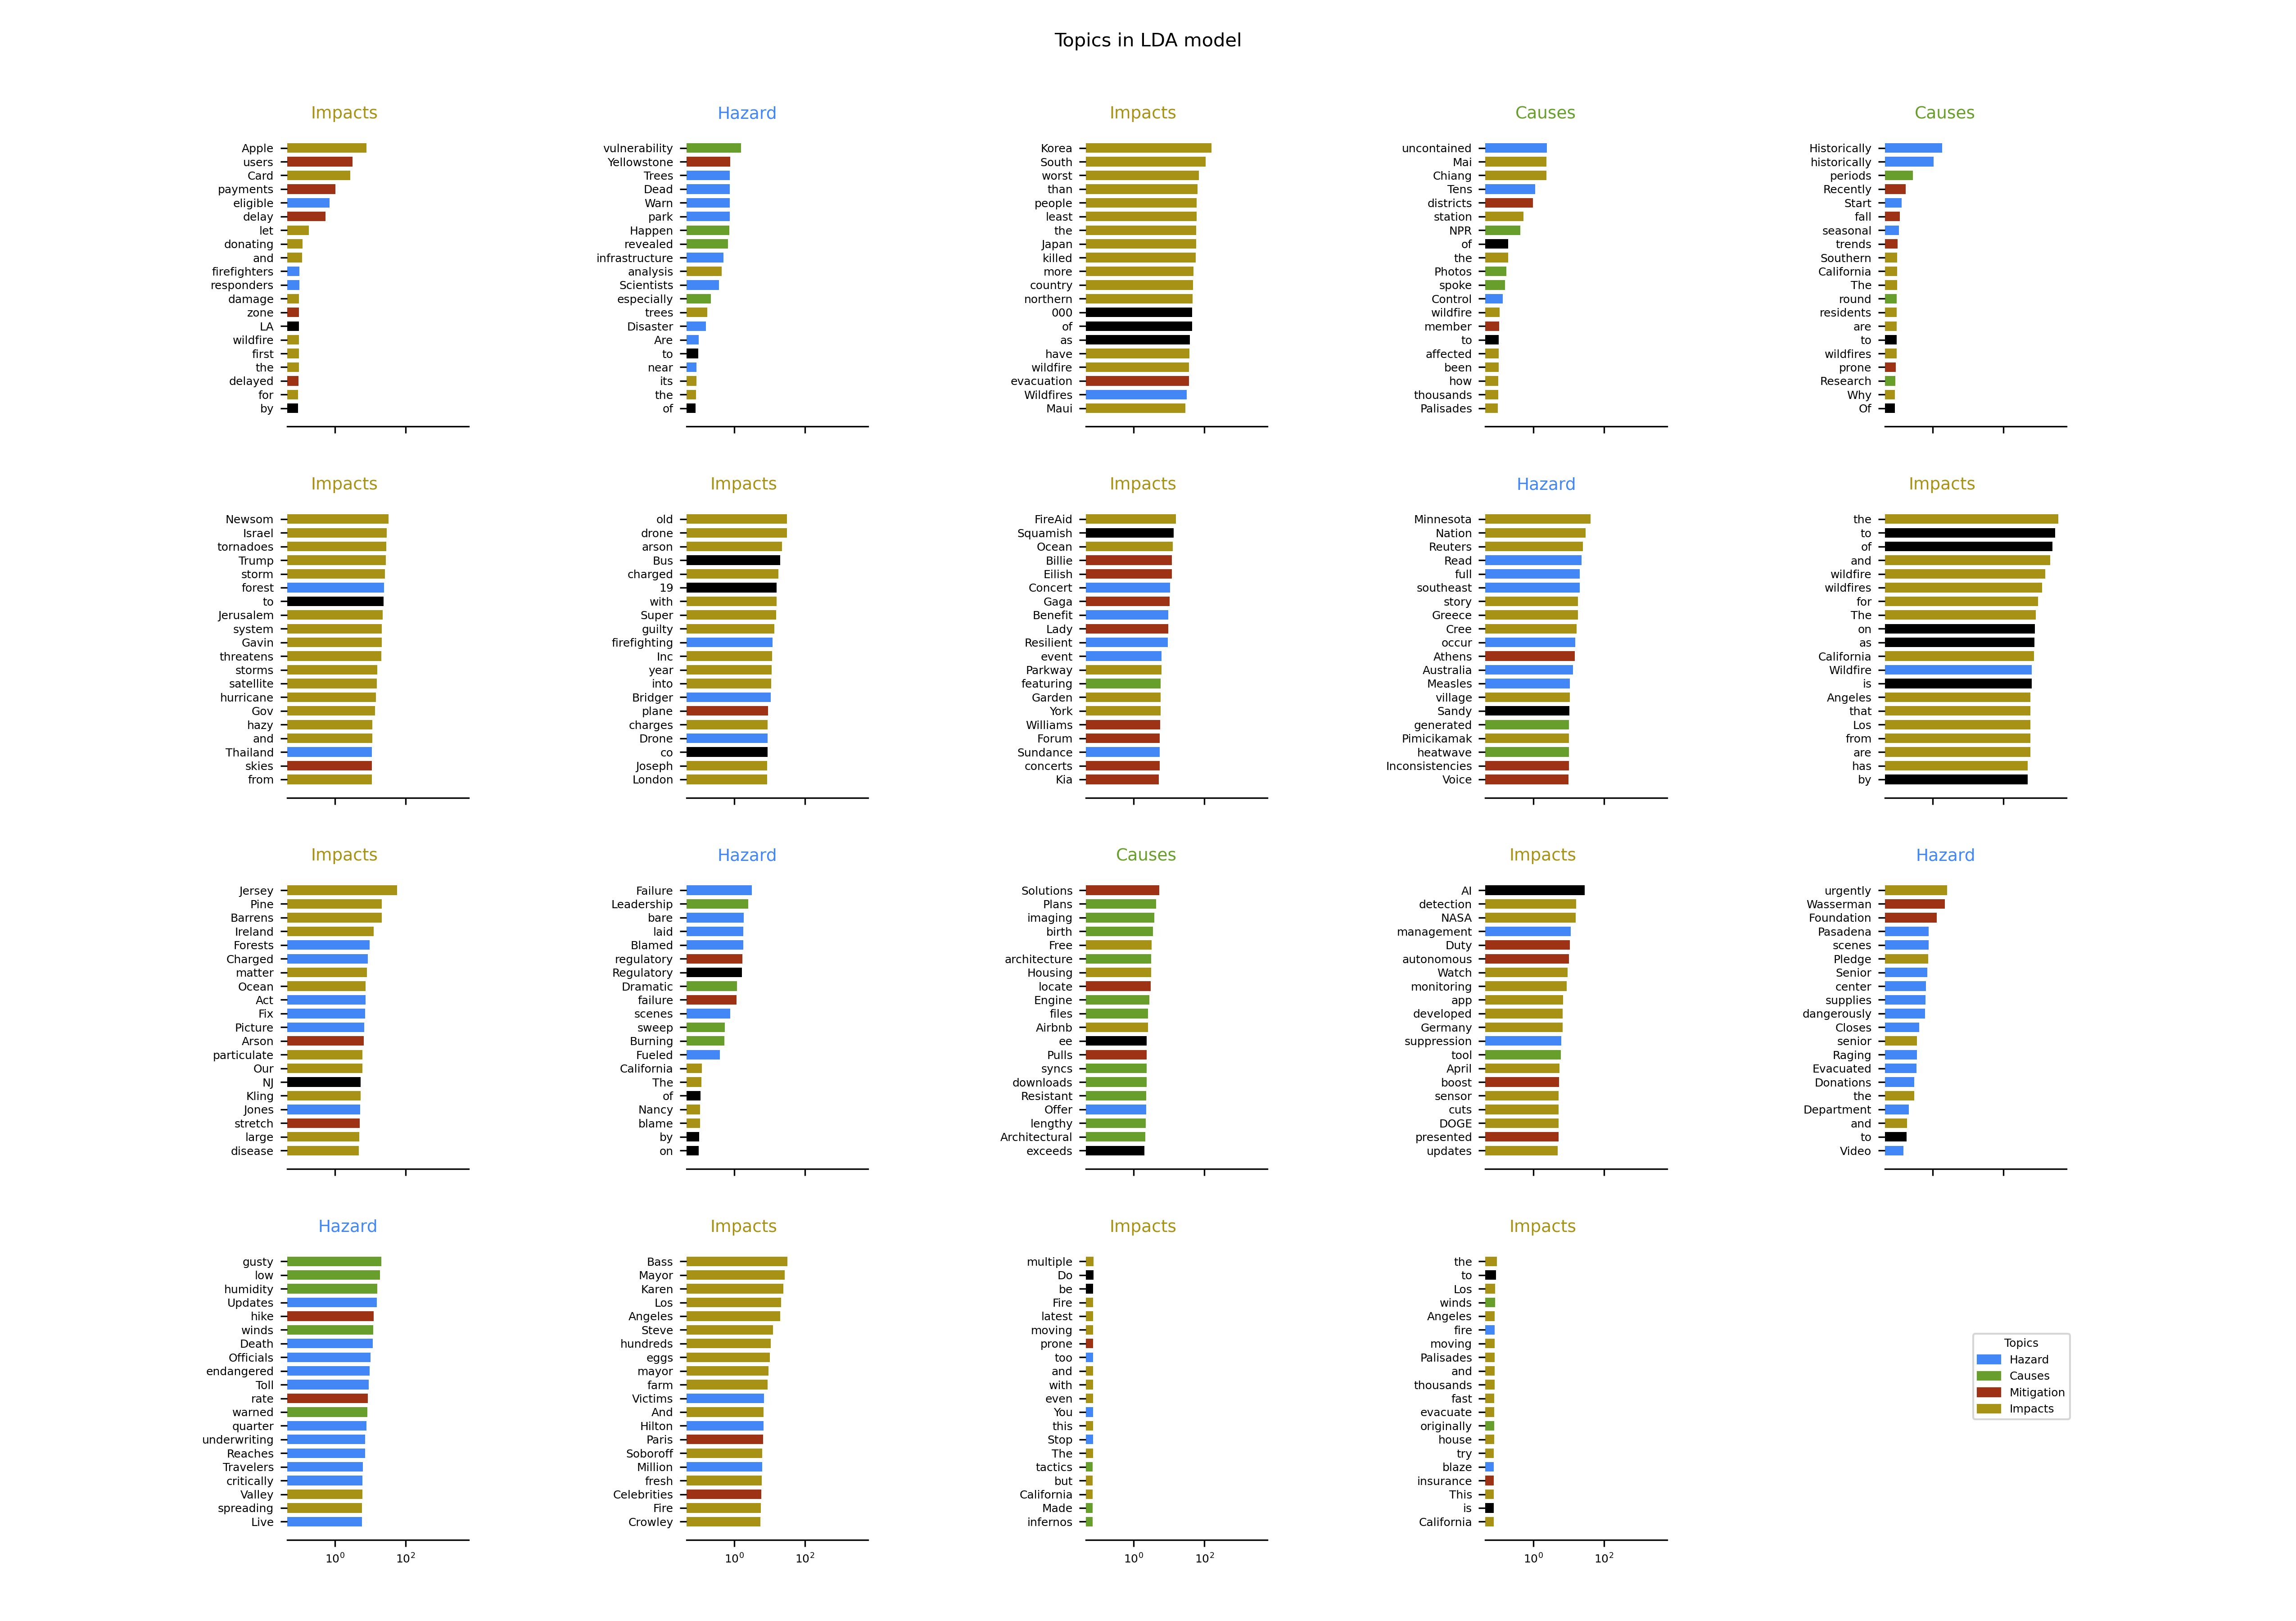 Topics in LDA model
Impacts
Apple
users
Card
payments
eligible
delay
let
donating
and
firefighters
responders
damage
zone
LA
wildfire
first
the
delayed
for
by
Hazard
vulnerability
Yellowstone
Trees
Dead
Warn
park
Happen
revealed
infrastructure
analysis
Scientists
especially
trees
Disaster
Are
to
near
its
the
of
Impacts
Korea
South
worst
than
people
least
the
Japan
killed
more
country
northern
000
of
as
have
wildfire
evacuation
Wildfires
Maui
Causes
uncontained
Mai
Chiang
Tens
districts
station
NPR
of
the
Photos
spoke
Control
wildfire
member
to
affected
been
how
thousands
Palisades
Causes
Historically
historically
periods
Recently
Start
fall
seasonal
trends
Southern
California
The
round
residents
are
to
wildfires
prone
Research
Why
Of
Impacts
Newsom
Israel
tornadoes
Trump
storm
forest
to
Jerusalem
system
Gavin
threatens
storms
satellite
hurricane
Gov
hazy
and
Thailand
skies
from
Impacts
old
drone
arson
Bus
charged
19
with
Super
guilty
firefighting
Inc
year
into
Bridger
plane
charges
Drone
co
Joseph
London
Impacts
FireAid
Squamish
Ocean
Billie
Eilish
Concert
Gaga
Benefit
Lady
Resilient
event
Parkway
featuring
Garden
York
Williams
Forum
Sundance
concerts
Kia
Hazard
Minnesota
Nation
Reuters
Read
full
southeast
story
Greece
Cree
occur
Athens
Australia
Measles
village
Sandy
generated
Pimicikamak
heatwave
Inconsistencies
Voice
Impacts
the
to
of
and
wildfire
wildfires
for
The
on
as
California
Wildfire
is
Angeles
that
Los
from
are
has
by
Impacts
Jersey
Pine
Barrens
Ireland
Forests
Charged
matter
Ocean
Act
Fix
Picture
Arson
particulate
Our
NJ
Kling
Jones
stretch
large
disease
Hazard
Failure
Leadership
bare
laid
Blamed
regulatory
Regulatory
Dramatic
failure
scenes
sweep
Burning
Fueled
California
The
of
Nancy
blame
by
on
Causes
Solutions
Plans
imaging
birth
Free
architecture
Housing
locate
Engine
files
Airbnb
ee
Pulls
syncs
downloads
Resistant
Offer
lengthy
Architectural
exceeds
Impacts
AI
detection
NASA
management
Duty
autonomous
Watch
monitoring
app
developed
Germany
suppression
tool
April
boost
sensor
cuts
DOGE
presented
updates
Hazard
urgently
Wasserman
Foundation
Pasadena
scenes
Pledge
Senior
center
supplies
dangerously
Closes
senior
Raging
Evacuated
Donations
the
Department
and
to
Video
Hazard
gusty
low
humidity
Updates
hike
winds
Death
Officials
endangered
Toll
rate
warned
quarter
underwriting
Reaches
Travelers
critically
Valley
spreading
Live
10⁰ 10²
Impacts
Bass
Mayor
Karen
Los
Angeles
Steve
hundreds
eggs
mayor
farm
Victims
And
Hilton
Paris
Soboroff
Million
fresh
Celebrities
Fire
Crowley
10⁰ 10²
Impacts
multiple
Do
be
Fire
latest
moving
prone
too
and
with
even
You
this
Stop
The
tactics
but
California
Made
infernos
10⁰ 10²
Impacts
the
to
Los
winds
Angeles
fire
moving
Palisades
and
thousands
fast
evacuate
originally
house
try
blaze
insurance
This
is
California
10⁰ 10²
Topics
Hazard
Causes
Mitigation
Impacts